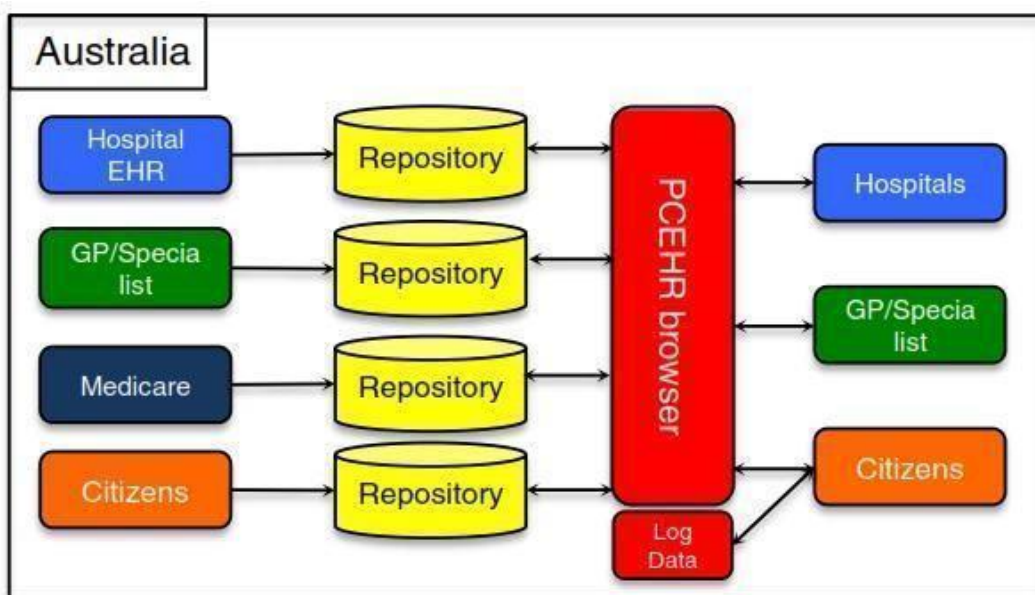 Australia
Hospital
EHR
Repository
GP/Specia
list
Repository
Medicare
Repository
Citizens
Repository
PCEHR browser
Log
Data
Hospitals
GP/Specia
list
Citizens